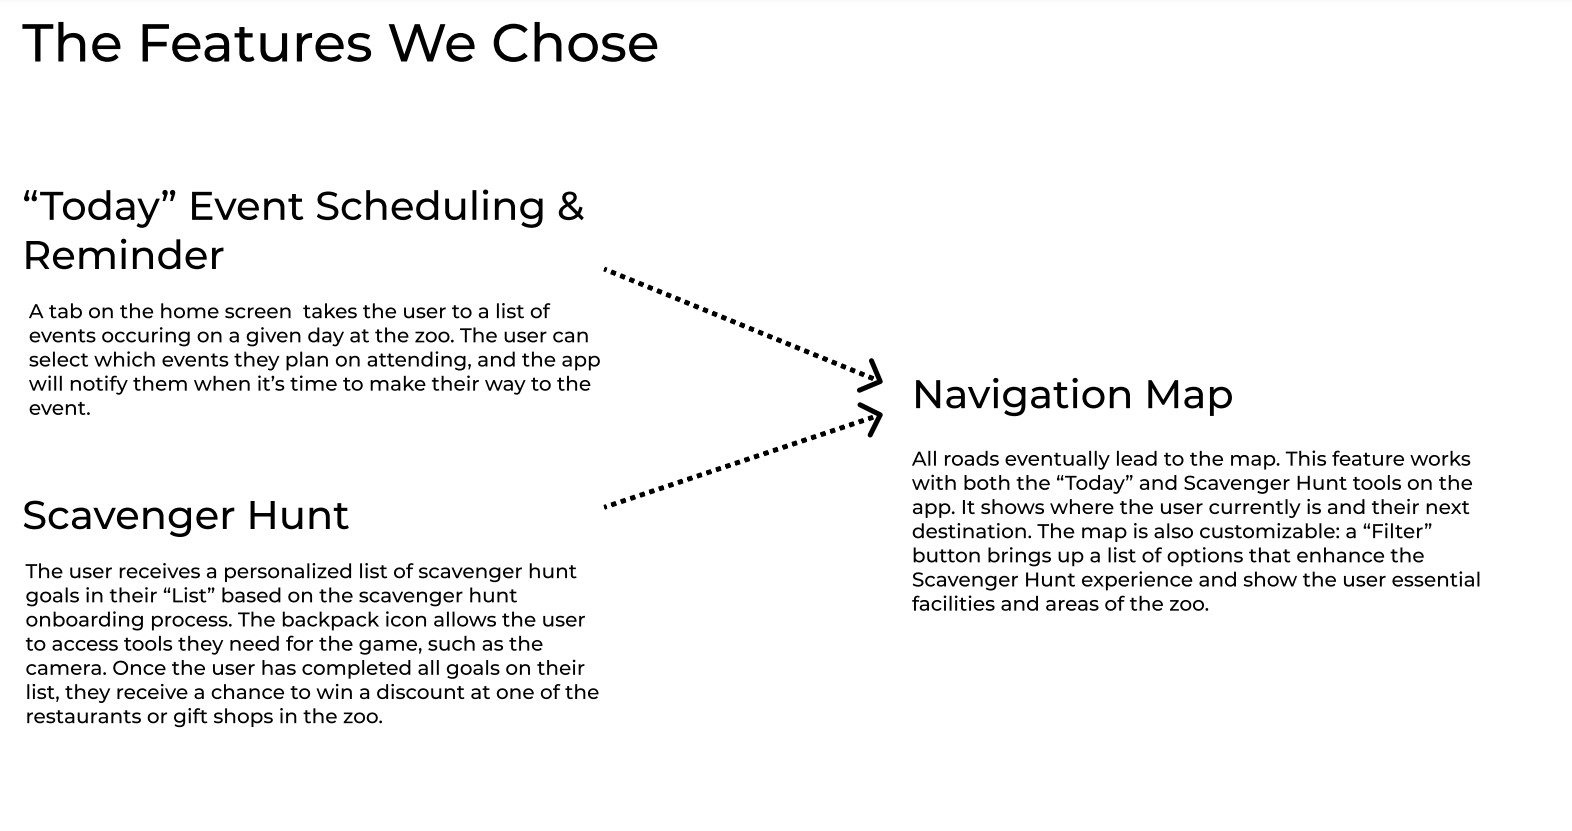 The Features We Chose
“Today” Event Scheduling &
Reminder
A tab on the home screen  takes the user to a list of
events occuring on a given day at the zoo. The user can
select which events they plan on attending, and the app
will notify them when it’s time to make their way to the
event.
Scavenger Hunt
The user receives a personalized list of scavenger hunt
goals in their “List” based on the scavenger hunt
onboarding process. The backpack icon allows the user
to access tools they need for the game, such as the
camera. Once the user has completed all goals on their
list, they receive a chance to win a discount at one of the
restaurants or gift shops in the zoo.
Navigation Map
All roads eventually lead to the map. This feature works
with both the “Today” and Scavenger Hunt tools on the
app. It shows where the user currently is and their next
destination. The map is also customizable: a “Filter”
button brings up a list of options that enhance the
Scavenger Hunt experience and show the user essential
facilities and areas of the zoo.